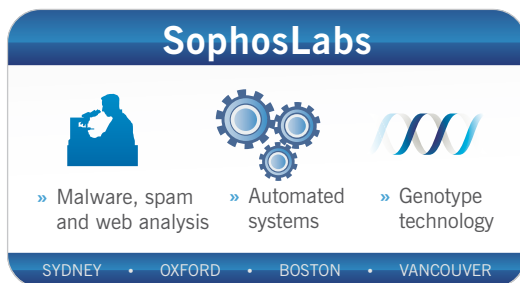 SophosLabs
» Malware, spam
and web analysis
» Automated
systems
» Genotype
technology
SYDNEY • OXFORD • BOSTON • VANCOUVER